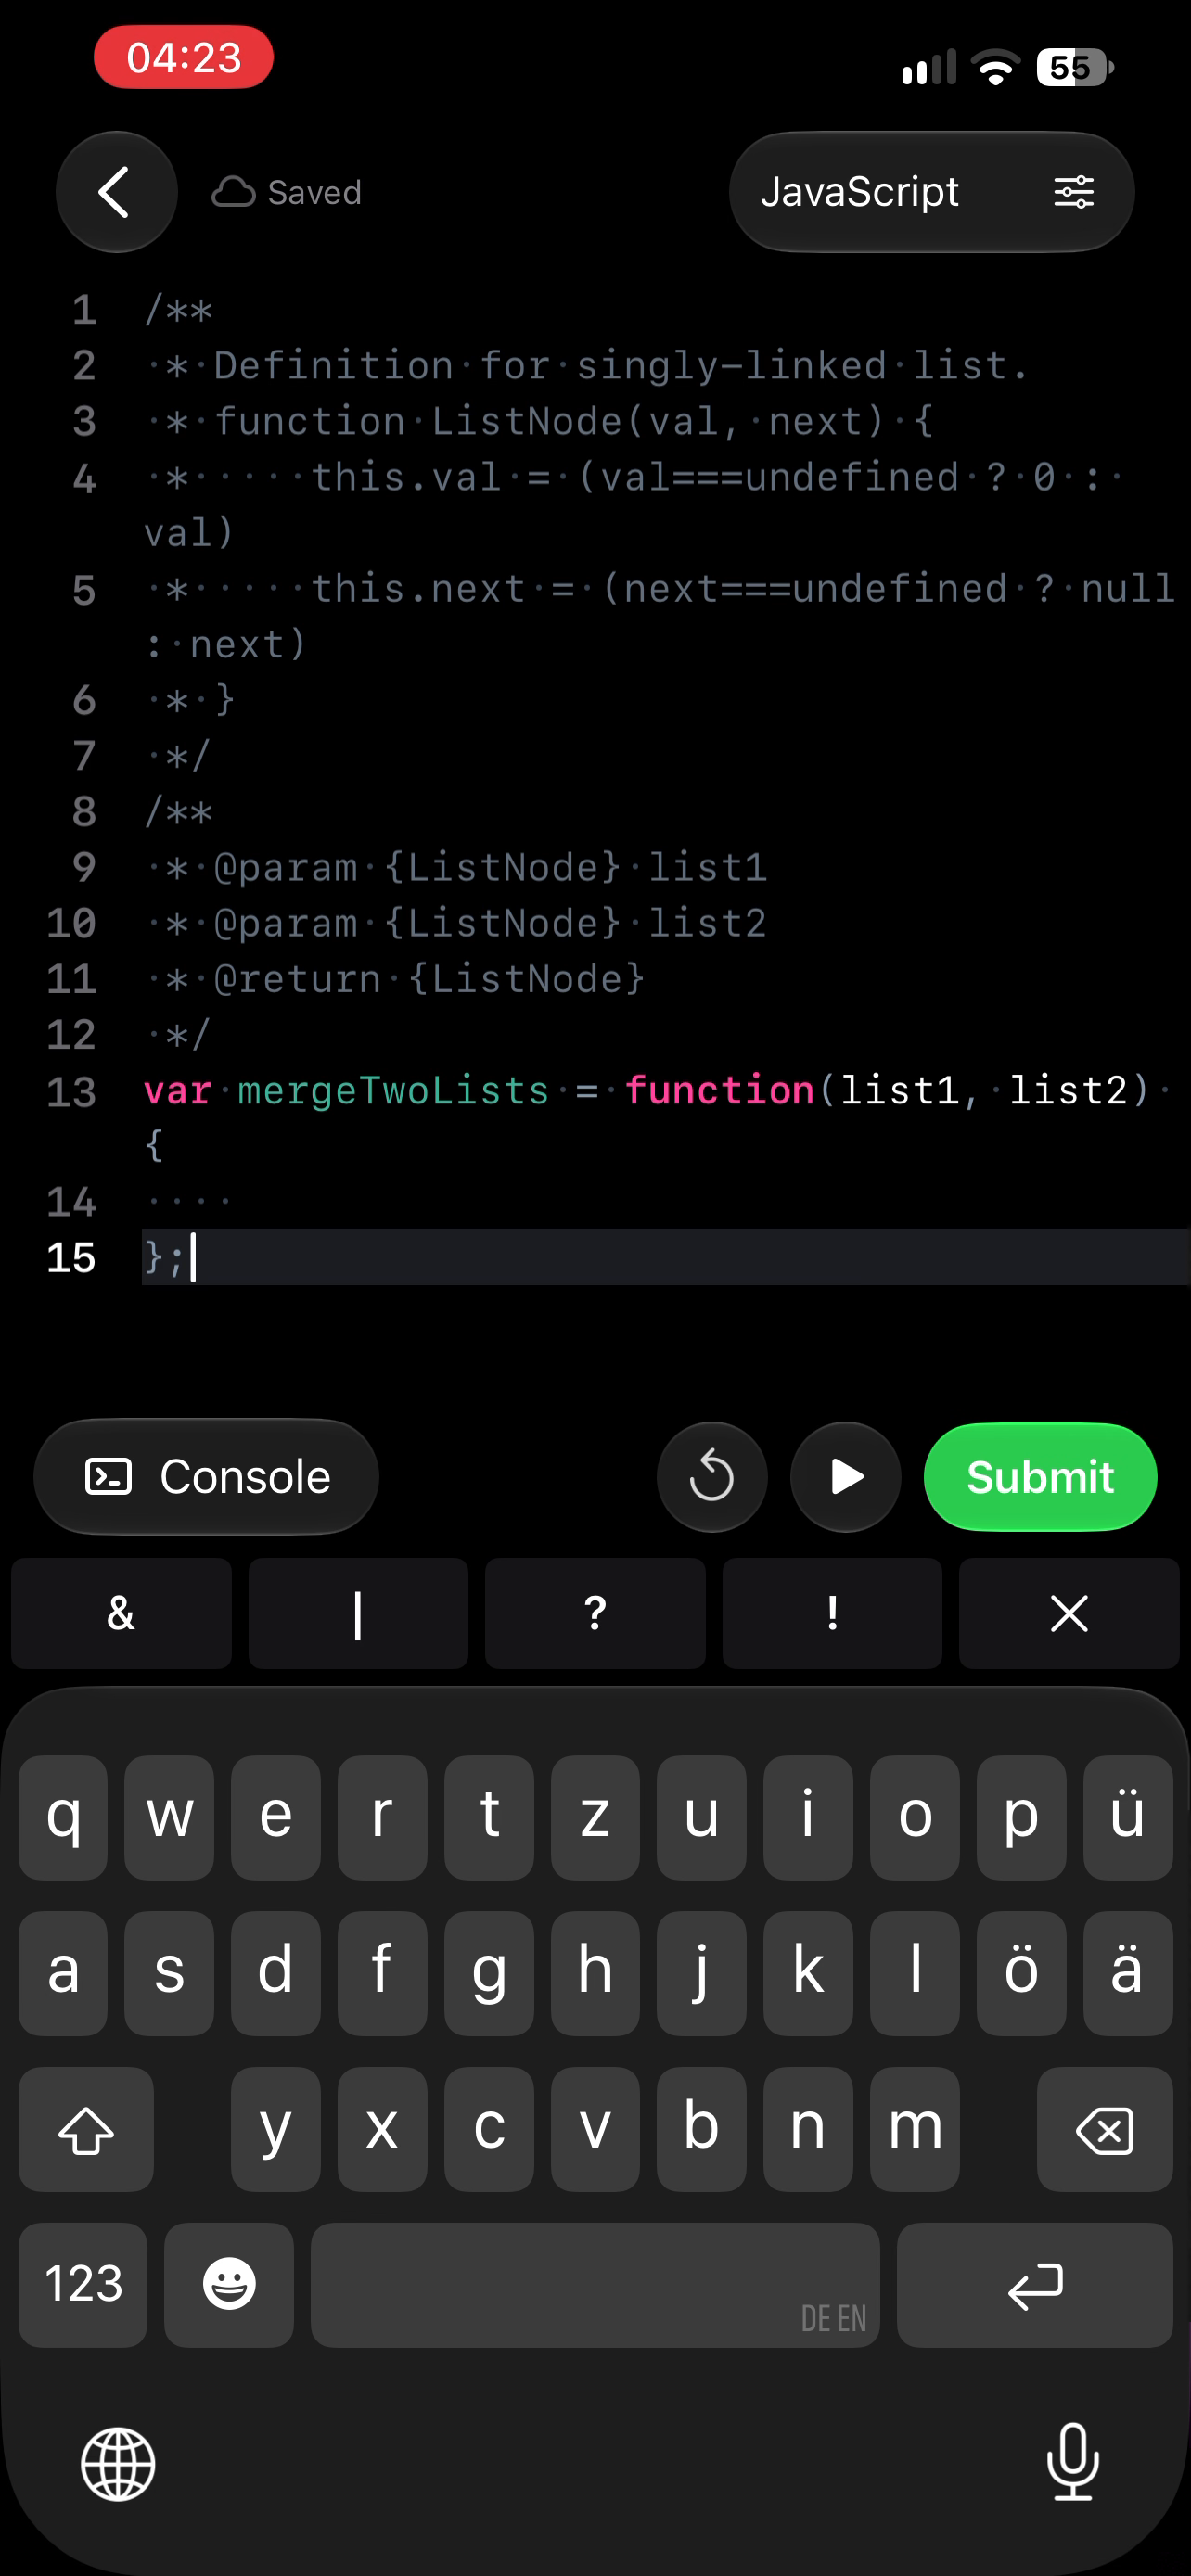 04:23
55
Saved
JavaScript
1 /**
2  * Definition for singly-linked list.
3  * function ListNode(val, next) {
4  *     this.val = (val===undefined ? 0 :
val)
5  *     this.next = (next===undefined ? null
: next)
6  * }
7  */
8 /**
9  * @param {ListNode} list1
10  * @param {ListNode} list2
11  * @return {ListNode}
12  */
13 var mergeTwoLists = function(list1, list2)
{
14
15 };
Console
Submit
& | ? !
q w e r t z u i o p ü
a s d f g h j k l ö ä
y x c v b n m
123
DE EN